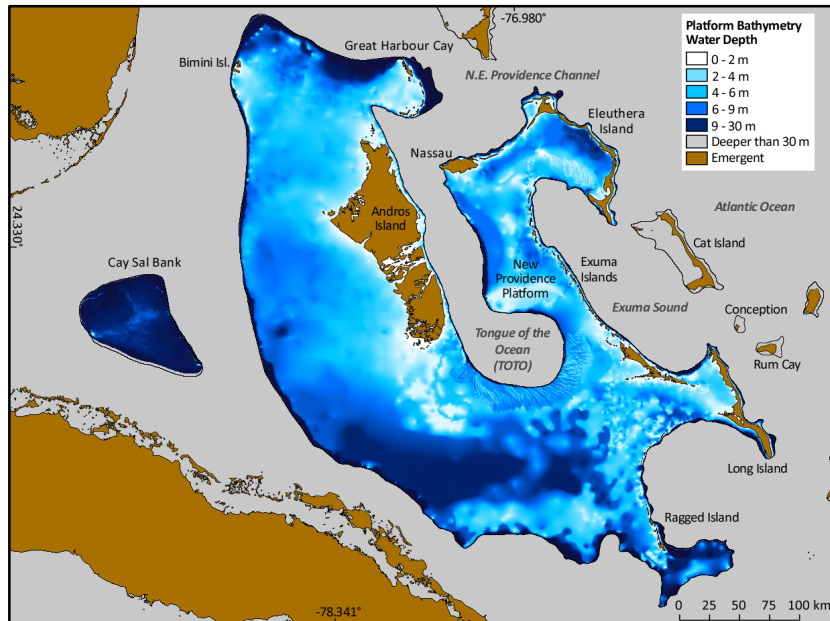 -76.980°
Great Harbour Cay
Bimini Isl.
N.E. Providence Channel
Platform Bathymetry
Water Depth
0 - 2 m
2 - 4 m
4 - 6 m
6 - 9 m
9 - 30 m
Deeper than 30 m
Emergent
Eleuthera
Island
Nassau
Atlantic Ocean
24.330°
Andros
Island
Cat Island
Cay Sal Bank
New
Providence
Platform
Exuma
Islands
Exuma Sound
Conception
Tongue of the
Ocean
(TOTO)
Rum Cay
Long Island
Ragged Island
-78.341°
0 25 50 75 100 km